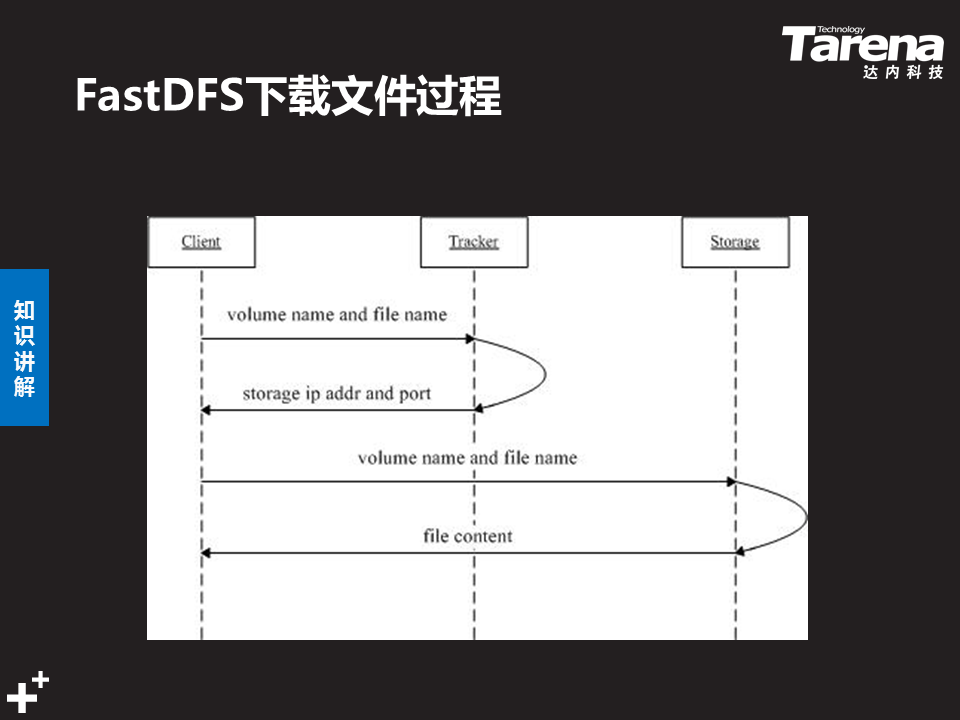 Technology
Tarena
达内科技
FastDFS下载文件过程
知
识
讲
解
Client
Tracker
Storage
volume name and file name
storage ip addr and port
volume name and file name
file content